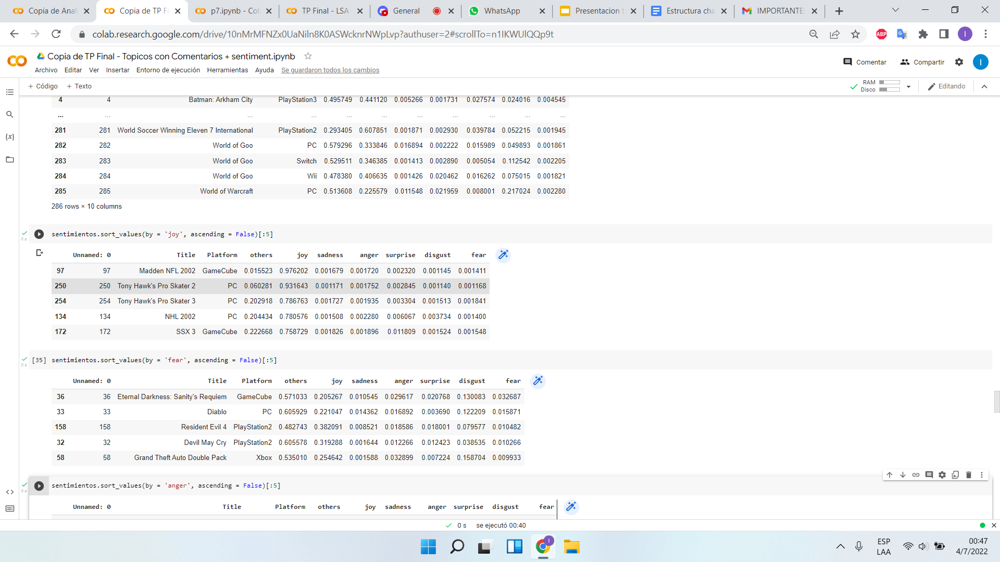 Copia de Anali
Copia de TP Fi
p7.ipynb - Col
TP Final - LSA
General
WhatsApp
Presentacion t
Estructura cha
IMPORTANTE:
colab.research.google.com/drive/10nMrMFNZx0UaNiln8K0ASWcknrNWpLvp?authuser=2#scrollTo=n1IKWUlQQp9t
ABP
I
Copia de TP Final - Topicos con Comentarios + sentiment.ipynb
Archivo Editar Ver Insertar Entorno de ejecución Herramientas Ayuda Se guardaron todos los cambios
Comentar Compartir I
+ Código + Texto
RAM
Disco
Editando
4 4 Batman: Arkham City PlayStation3 0.495749 0.441120 0.005266 0.001731 0.027574 0.024016 0.004545
... ... ... ... ... ... ... ... ... ... ...
281 281 World Soccer Winning Eleven 7 International PlayStation2 0.293405 0.607851 0.001871 0.002930 0.039784 0.052215 0.001945
282 282 World of Goo PC 0.579296 0.333846 0.016894 0.002222 0.015989 0.049893 0.001861
283 283 World of Goo Switch 0.529511 0.346385 0.001413 0.002890 0.005054 0.112542 0.002205
284 284 World of Goo Wii 0.478380 0.406635 0.001426 0.020462 0.016262 0.075015 0.001821
285 285 World of Warcraft PC 0.513608 0.225579 0.011548 0.021959 0.008001 0.217024 0.002280
286 rows × 10 columns
0 s
sentimientos.sort_values(by = 'joy', ascending = False)[:5]
Unnamed: 0 Title Platform others joy sadness anger surprise disgust fear
97 97 Madden NFL 2002 GameCube 0.015523 0.976202 0.001679 0.001720 0.002320 0.001145 0.001411
250 250 Tony Hawk's Pro Skater 2 PC 0.060281 0.931643 0.001171 0.001752 0.002845 0.001140 0.001168
254 254 Tony Hawk's Pro Skater 3 PC 0.202918 0.786763 0.001727 0.001935 0.003304 0.001513 0.001841
134 134 NHL 2002 PC 0.204434 0.780576 0.001508 0.002280 0.006067 0.003734 0.001400
172 172 SSX 3 GameCube 0.222668 0.758729 0.001826 0.001896 0.011809 0.001524 0.001548
0 s
[35] sentimientos.sort_values(by = 'fear', ascending = False)[:5]
Unnamed: 0 Title Platform others joy sadness anger surprise disgust fear
36 36 Eternal Darkness: Sanity's Requiem GameCube 0.571033 0.205267 0.010545 0.029617 0.020768 0.130083 0.032687
33 33 Diablo PC 0.605929 0.221047 0.014362 0.016892 0.003690 0.122209 0.015871
158 158 Resident Evil 4 PlayStation2 0.482743 0.382091 0.008521 0.018586 0.018001 0.079577 0.010482
32 32 Devil May Cry PlayStation2 0.605578 0.319288 0.001644 0.012266 0.012423 0.038535 0.010266
58 58 Grand Theft Auto Double Pack Xbox 0.535010 0.254642 0.001588 0.032899 0.007224 0.158704 0.009933
0 s
sentimientos.sort_values(by = 'anger', ascending = False)[:5]
Unnamed: 0 Title Platform others joy sadness anger surprise disgust fear
0 s se ejecutó 00:40
ESP
LAA
00:47
4/7/2022